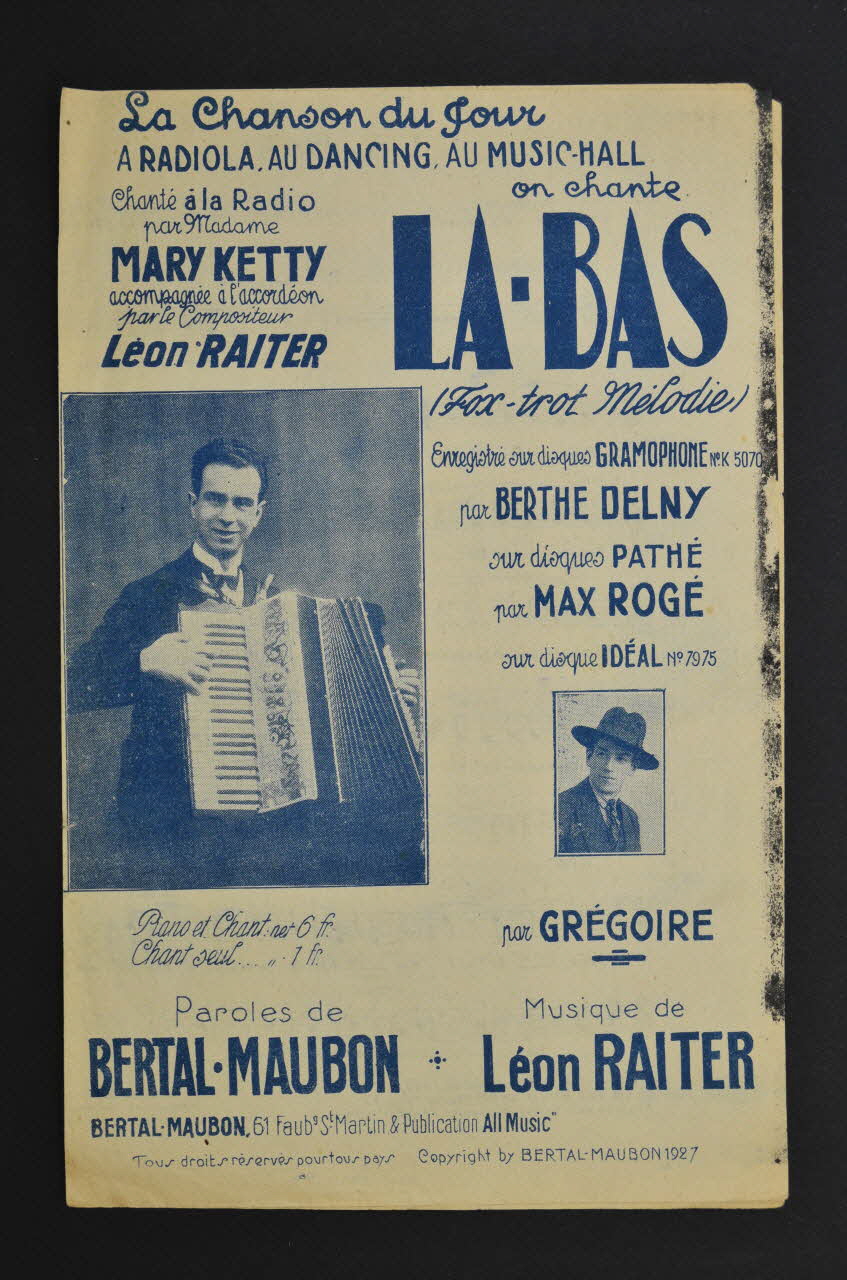 La Chanson du Jour
A RADIOLA, AU DANCING, AU MUSIC-HALL
on chante
LA-BAS
(Fox-trot Mélodie)
Chanté à la Radio
par Madame
MARY KETTY
accompagnée à l'accordéon
par le Compositeur
Léon RAITER
Enregistré sur disques GRAMOPHONE No K 5070
par BERTHE DELNY
sur disques PATHÉ
par MAX ROGÉ
sur disque IDÉAL No 7975
par GRÉGOIRE
Piano et Chant: net 6 fr.
Chant seul... „ . 1 fr.
Paroles de
BERTAL-MAUBON
Musique de
Léon RAITER
BERTAL-MAUBON, 61 Faubg St Martin & Publication All Music"
Tous droits réservés pour tous pays Copyright by BERTAL-MAUBON 1927